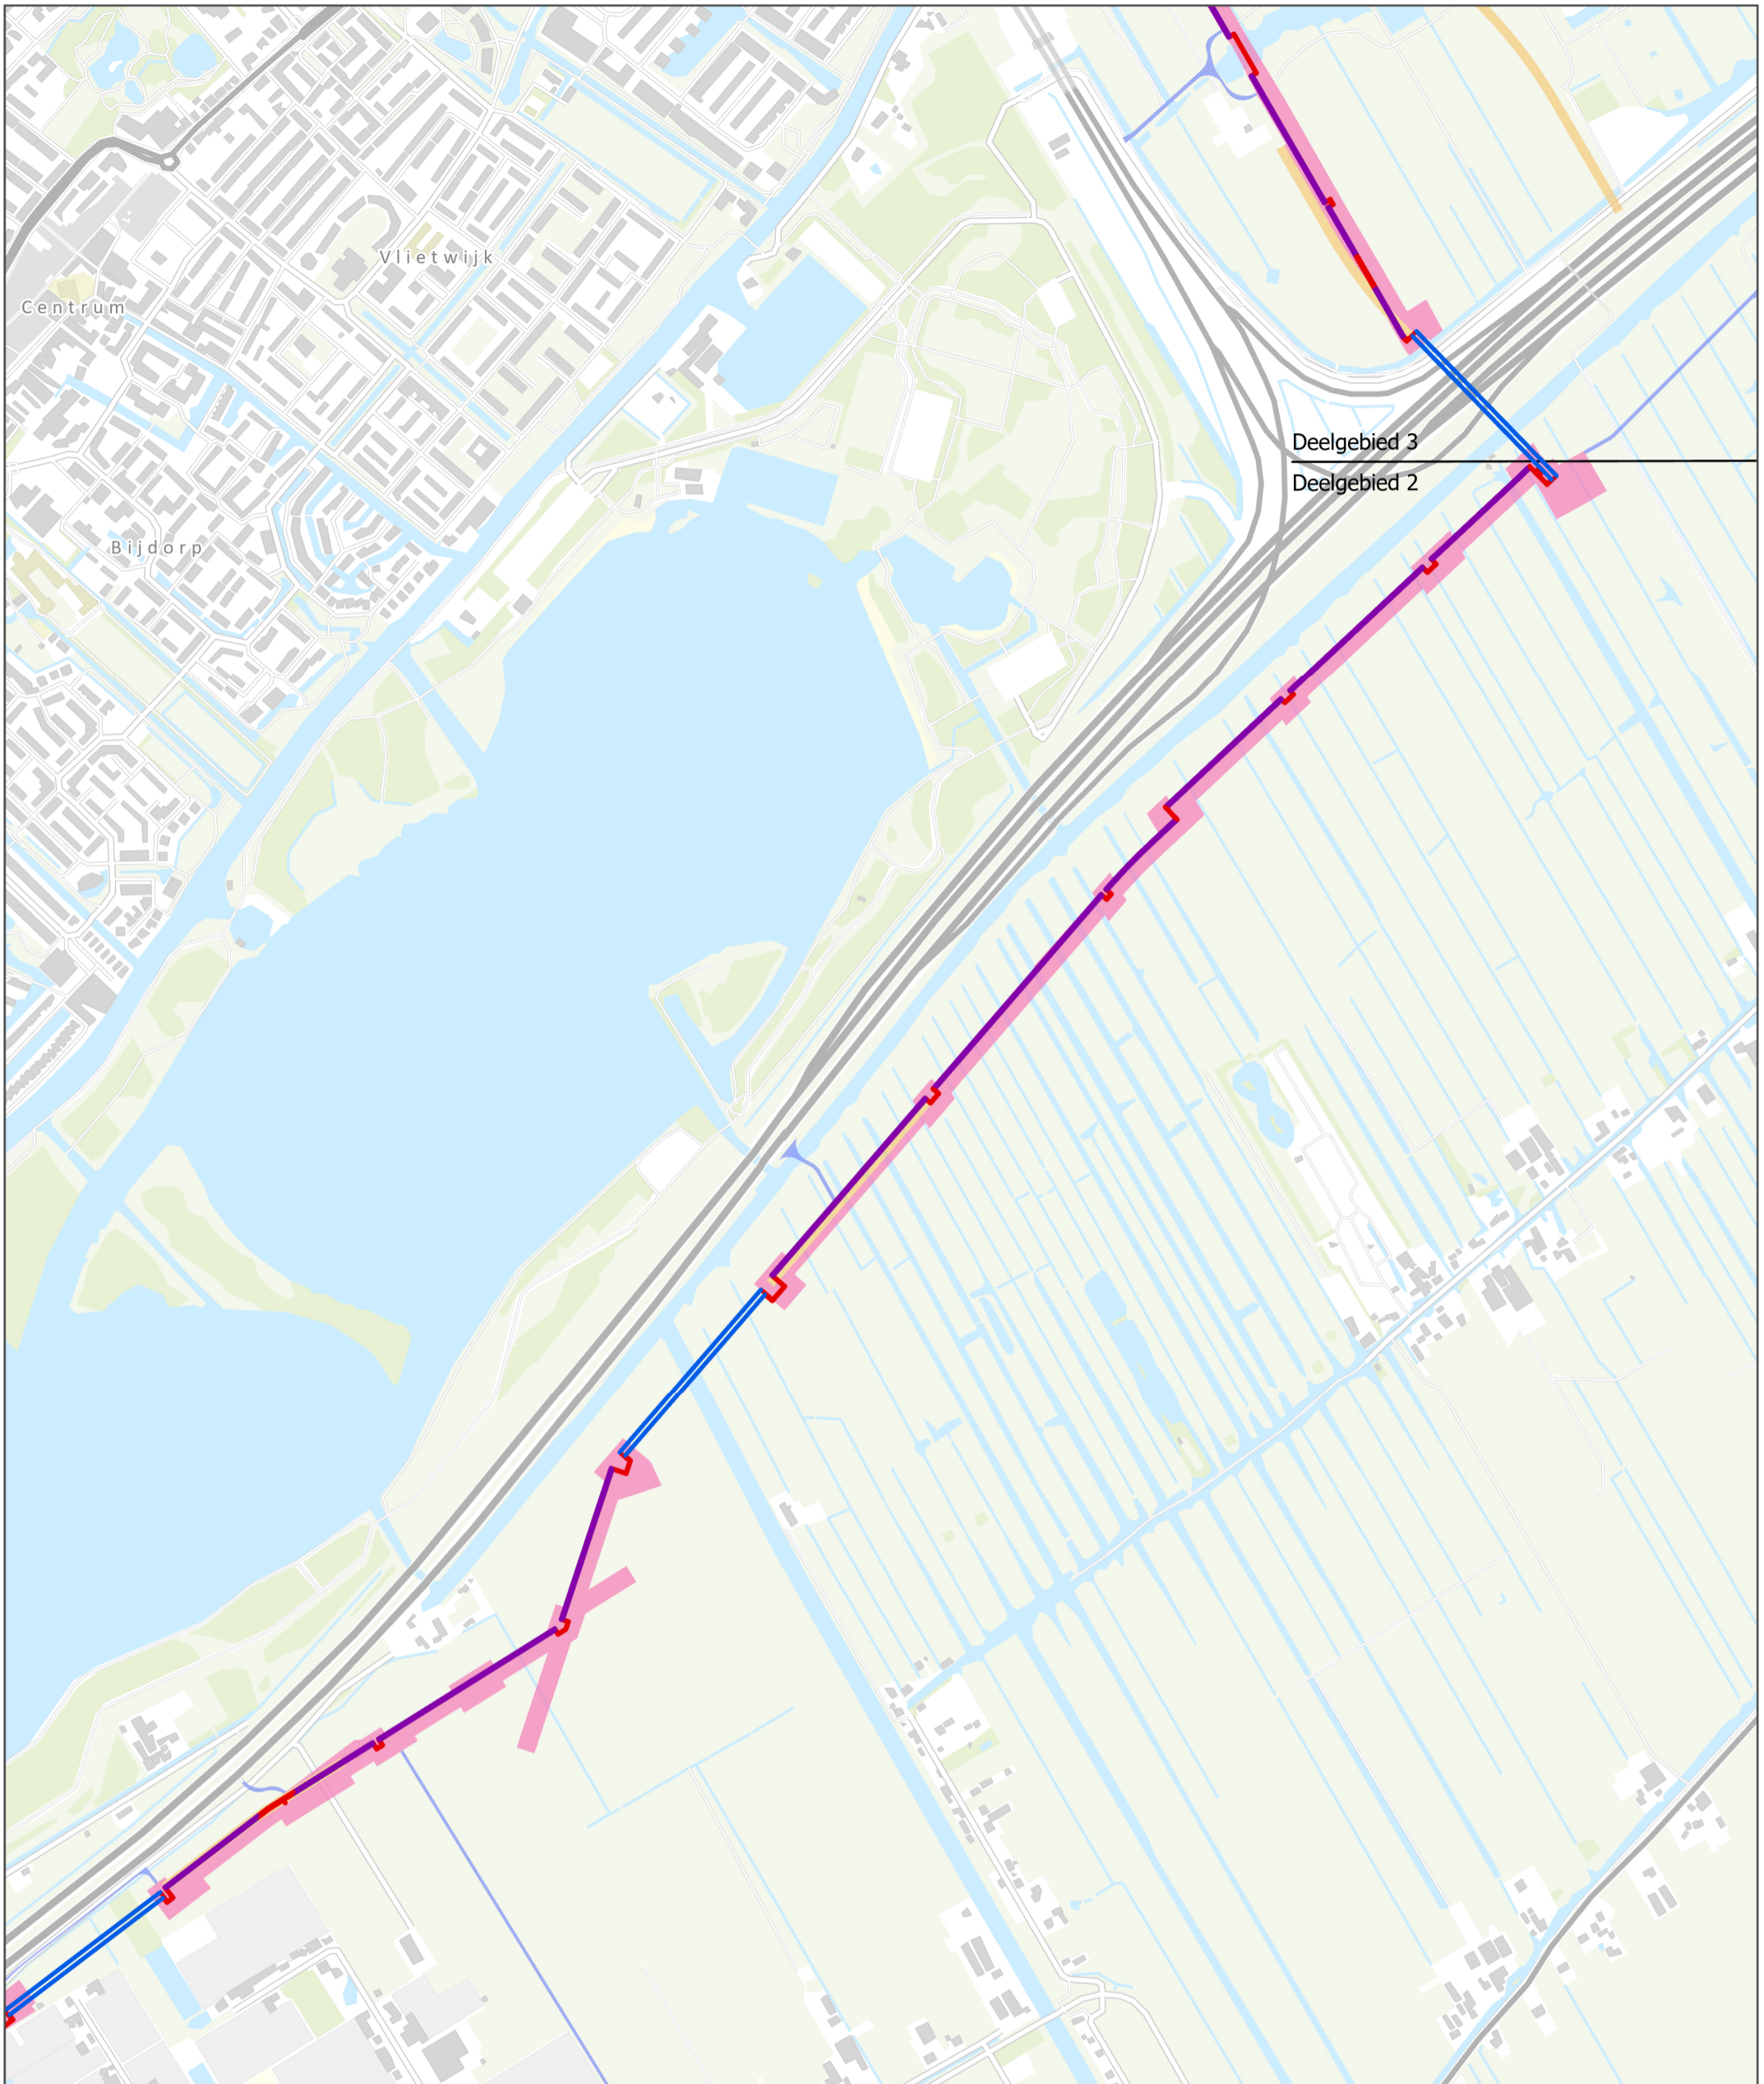 Vlietwijk
Centrum
Deelgebied 3
Deelgebied 2
Bijdorp